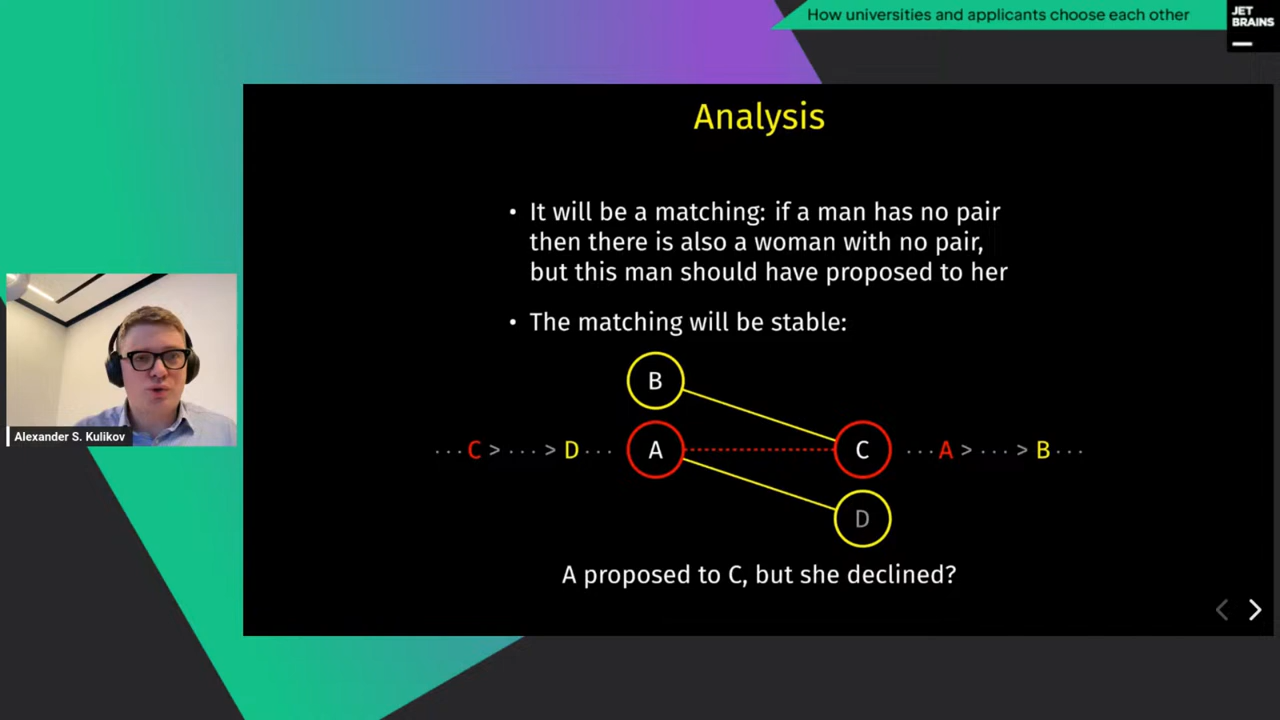 How universities and applicants choose each other
JET
BRAINS
Analysis
• It will be a matching: if a man has no pair
then there is also a woman with no pair,
but this man should have proposed to her
• The matching will be stable:
B
··· C > ··· > D ··· A C ··· A > ··· > B ···
D
A proposed to C, but she declined?
Alexander S. Kulikov